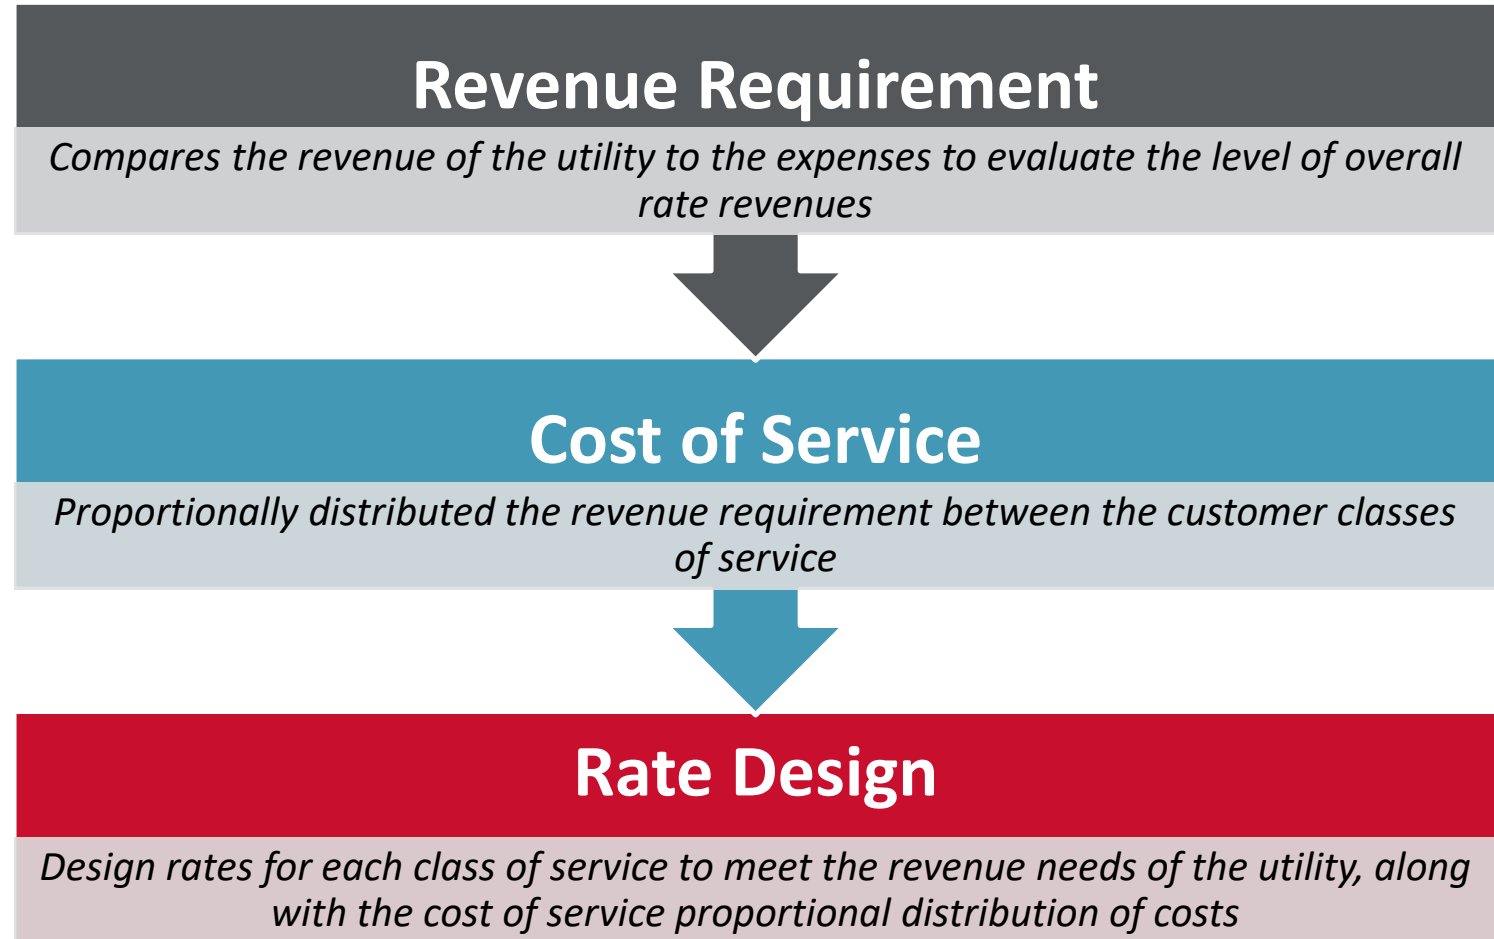 Revenue Requirement
Compares the revenue of the utility to the expenses to evaluate the level of overall
rate revenues
Cost of Service
Proportionally distributed the revenue requirement between the customer classes
of service
Rate Design
Design rates for each class of service to meet the revenue needs of the utility, along
with the cost of service proportional distribution of costs